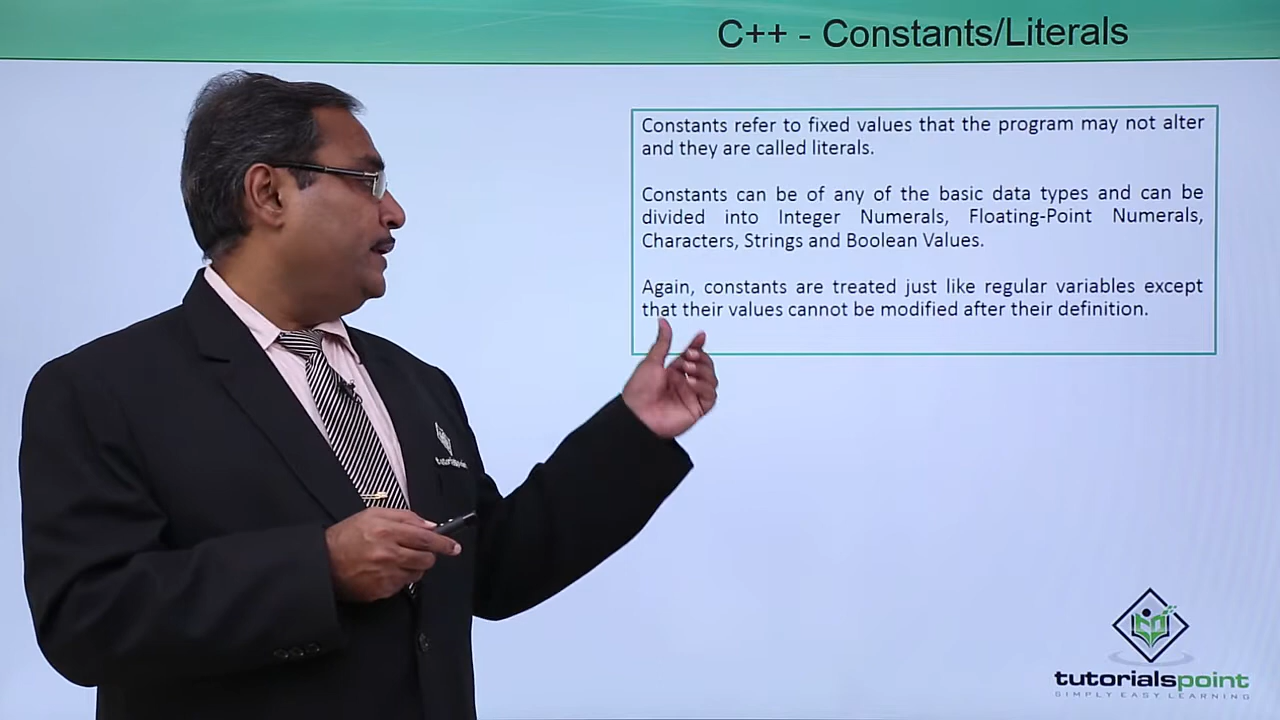 C++ - Constants/Literals
Constants refer to fixed values that the program may not alter
and they are called literals.
Constants can be of any of the basic data types and can be
divided into Integer Numerals, Floating-Point Numerals,
Characters, Strings and Boolean Values.
Again, constants are treated just like regular variables except
that their values cannot be modified after their definition.
tutorialspoint
tutorialspoint
SIMPLY EASY LEARNING